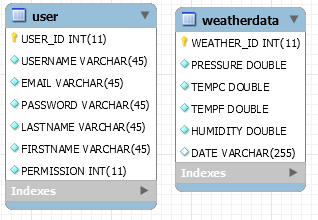 user
USER_ID INT(11)
USERNAME VARCHAR(45)
EMAIL VARCHAR(45)
PASSWORD VARCHAR(45)
LASTNAME VARCHAR(45)
FIRSTNAME VARCHAR(45)
PERMISSION INT(11)
Indexes
weatherdata
WEATHER_ID INT(11)
PRESSURE DOUBLE
TEMPC DOUBLE
TEMPF DOUBLE
HUMIDITY DOUBLE
DATE VARCHAR(255)
Indexes